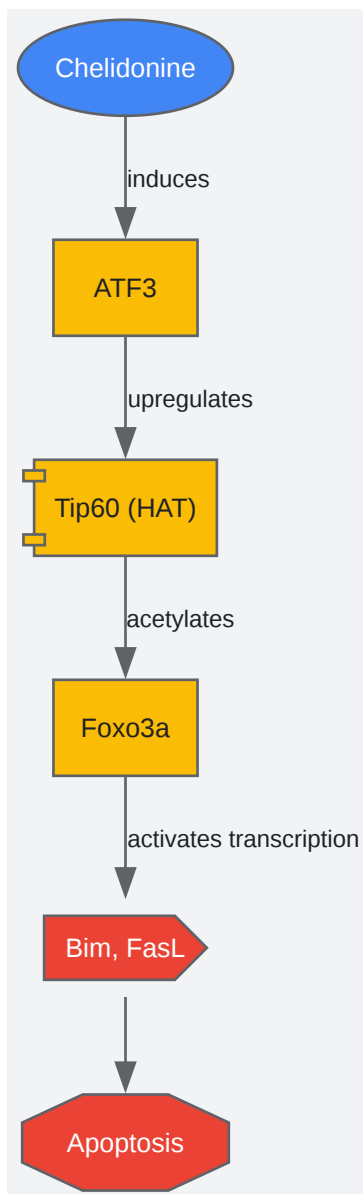 Chelidonine
induces
ATF3
upregulates
Tip60 (HAT)
acetylates
Foxo3a
activates transcription
Bim, FasL
Apoptosis